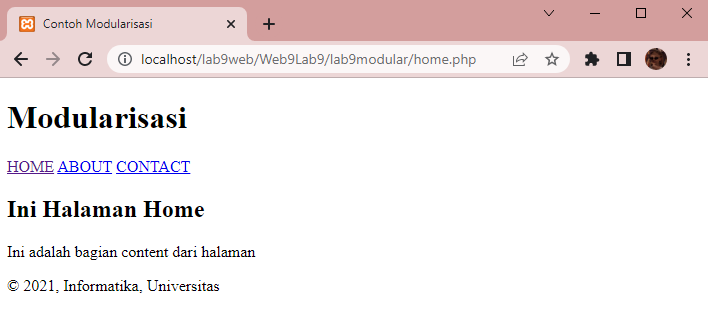 Contoh Modularisasi
localhost/lab9web/Web9Lab9/lab9modular/home.php
Modularisasi
HOME ABOUT CONTACT
Ini Halaman Home
Ini adalah bagian content dari halaman
© 2021, Informatika, Universitas